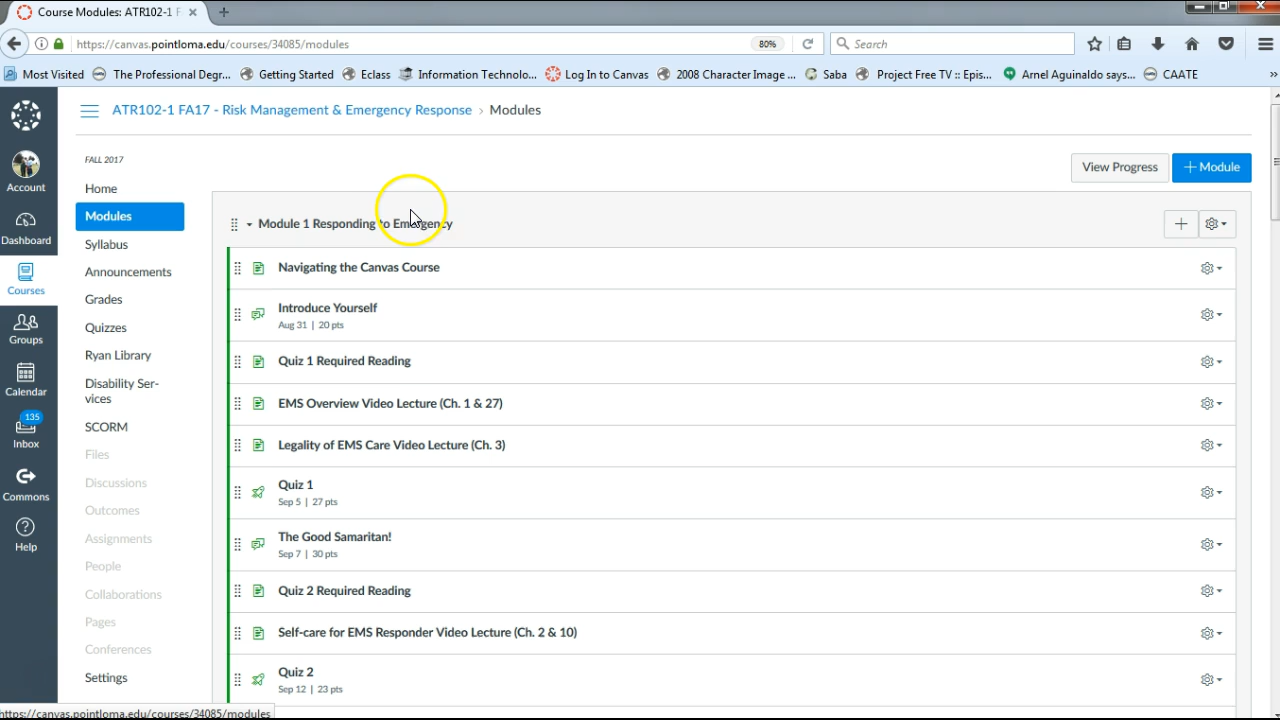 Course Modules: ATR102-1 F
https://canvas.pointloma.edu/courses/34085/modules
80%
Search
Most Visited
The Professional Degr...
Getting Started
Eclass
Information Technolo...
Log In to Canvas
2008 Character Image ...
Saba
Project Free TV :: Epis...
Arnel Aguinaldo says...
CAATE
»
ATR102-1 FA17 - Risk Management & Emergency Response › Modules
Account
Dashboard
Courses
Groups
Calendar
135
Inbox
Commons
Help
FALL 2017
Home
Modules
Syllabus
Announcements
Grades
Quizzes
Ryan Library
Disability Ser-
vices
SCORM
Files
Discussions
Outcomes
Assignments
People
Collaborations
Pages
Conferences
Settings
View Progress
+ Module
Module 1 Responding to Emergency
Navigating the Canvas Course
Introduce Yourself
Aug 31 | 20 pts
Quiz 1 Required Reading
EMS Overview Video Lecture (Ch. 1 & 27)
Legality of EMS Care Video Lecture (Ch. 3)
Quiz 1
Sep 5 | 27 pts
The Good Samaritan!
Sep 7 | 30 pts
Quiz 2 Required Reading
Self-care for EMS Responder Video Lecture (Ch. 2 & 10)
Quiz 2
Sep 12 | 23 pts
https://canvas.pointloma.edu/courses/34085/modules